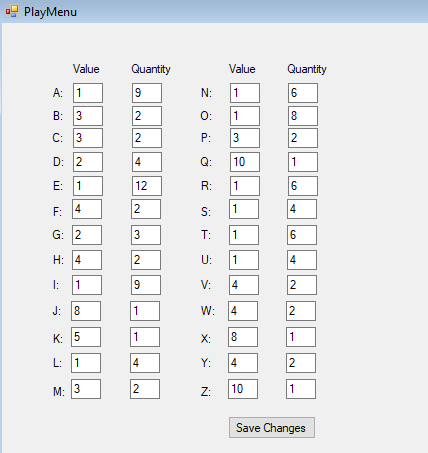 PlayMenu
Value Quantity Value Quantity
A: 1 9 N: 1 6
B: 3 2 O: 1 8
C: 3 2 P: 3 2
D: 2 4 Q: 10 1
E: 1 12 R: 1 6
F: 4 2 S: 1 4
G: 2 3 T: 1 6
H: 4 2 U: 1 4
I: 1 9 V: 4 2
J: 8 1 W: 4 2
K: 5 1 X: 8 1
L: 1 4 Y: 4 2
M: 3 2 Z: 10 1
Save Changes